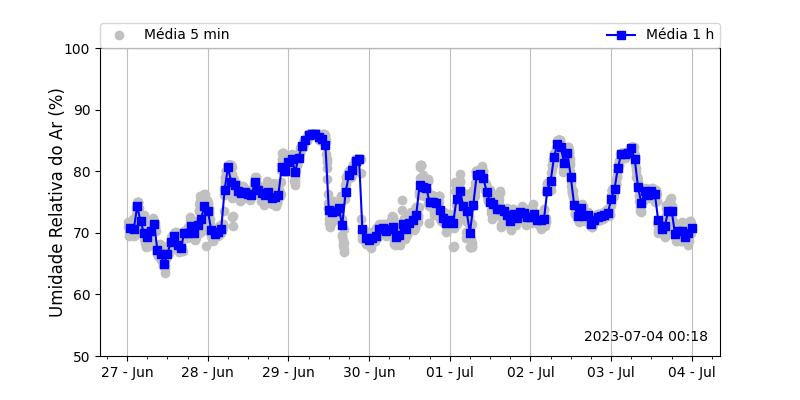 Média 5 min
Média 1 h
100
90
80
70
60
50
Umidade Relativa do Ar (%)
2023-07-04 00:18
27 - Jun
28 - Jun
29 - Jun
30 - Jun
01 - Jul
02 - Jul
03 - Jul
04 - Jul